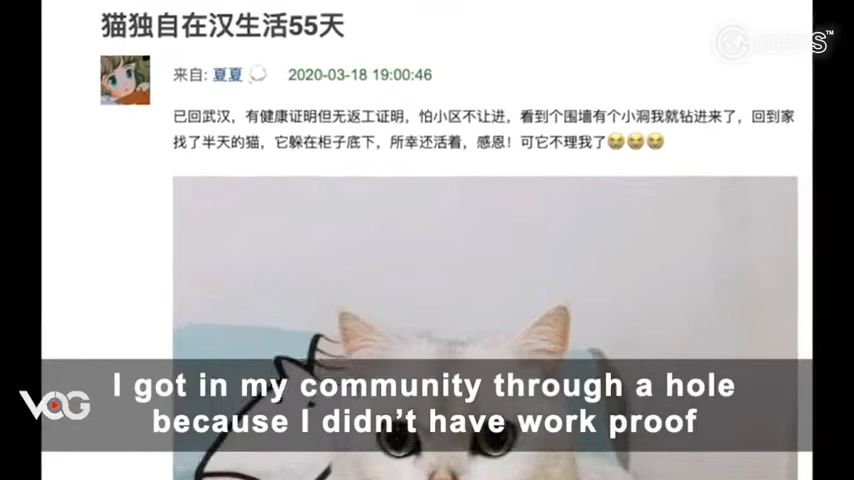 猫独自在汉生活55天
来自: 夏夏 2020-03-18 19:00:46
已回武汉，有健康证明但无返工证明，怕小区不让进，看到个围墙有个小洞我就钻进来了，回到家
找了半天的猫，它躲在柜子底下，所幸还活着，感恩！可它不理我了😂😂😂
I got in my community through a hole
because I didn't have work proof
VOG